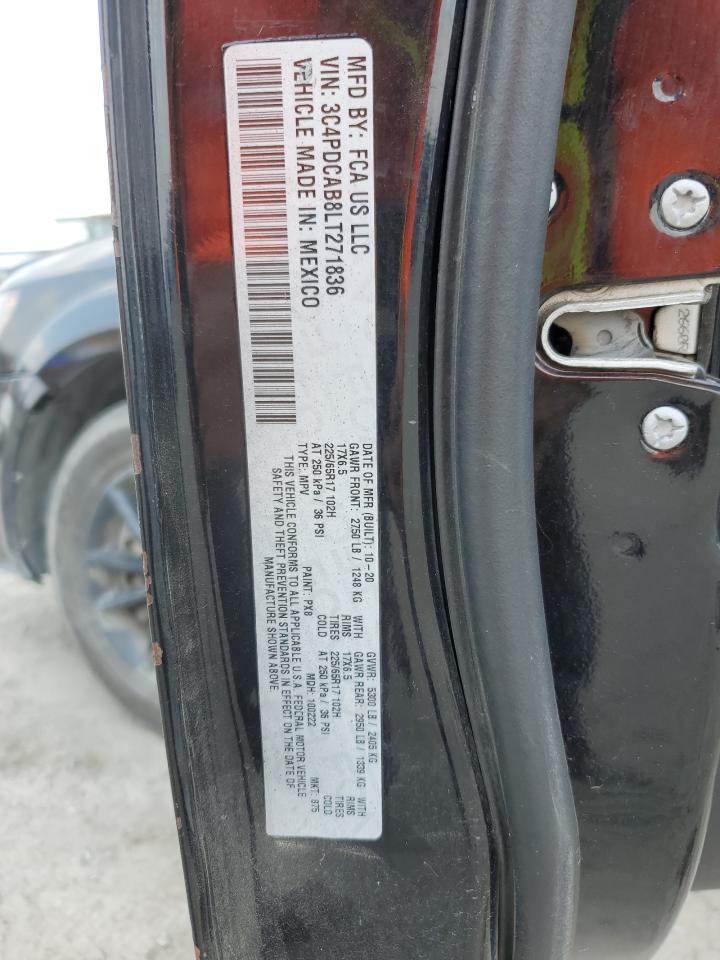 MFD BY: FCA US LLC
VIN: 3C4PDCAB8LT271836
VEHICLE MADE IN: MEXICO
DATE OF MFR (BUILT): 10-20 GVWR: 5300 LB / 2405 KG
GAWR FRONT: 2750 LB / 1248 KG WITH GAWR REAR: 2950 LB / 1339 KG WITH
17X6.5 RIMS 17X6.5 RIMS
225/65R17 102H TIRES 225/65R17 102H TIRES
AT 250 kPa / 36 PSI COLD AT 250 kPa / 36 PSI COLD
TYPE: MPV PAINT: PX8 MDH: 100222 MKT: 875
THIS VEHICLE CONFORMS TO ALL APPLICABLE U.S.A. FEDERAL MOTOR VEHICLE
SAFETY AND THEFT PREVENTION STANDARDS IN EFFECT ON THE DATE OF
MANUFACTURE SHOWN ABOVE.